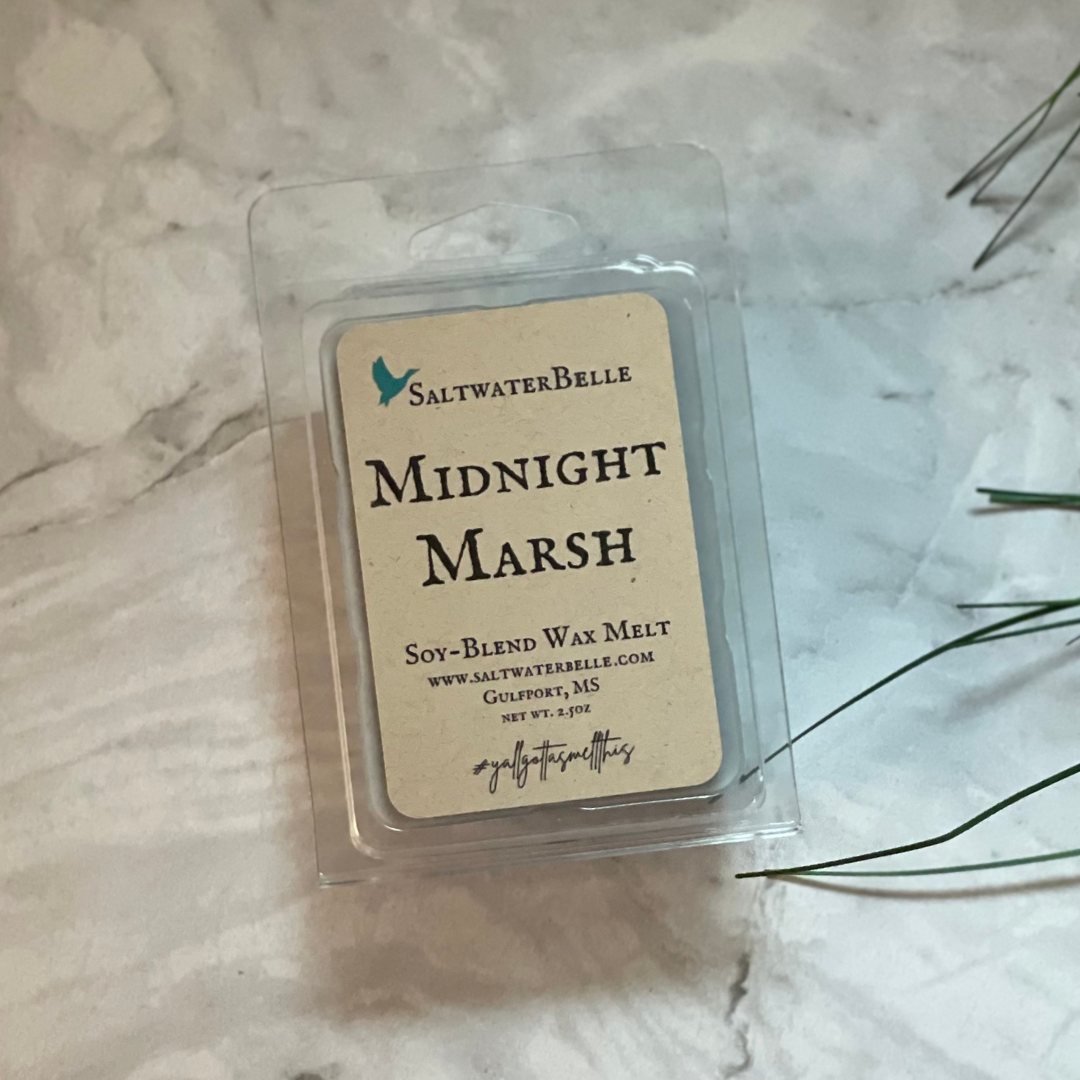 SaltwaterBelle
Midnight
Marsh
Soy-Blend Wax Melt
www.saltwaterbelle.com
Gulfport, MS
net wt. 2.5oz
#yallgottasmellthis